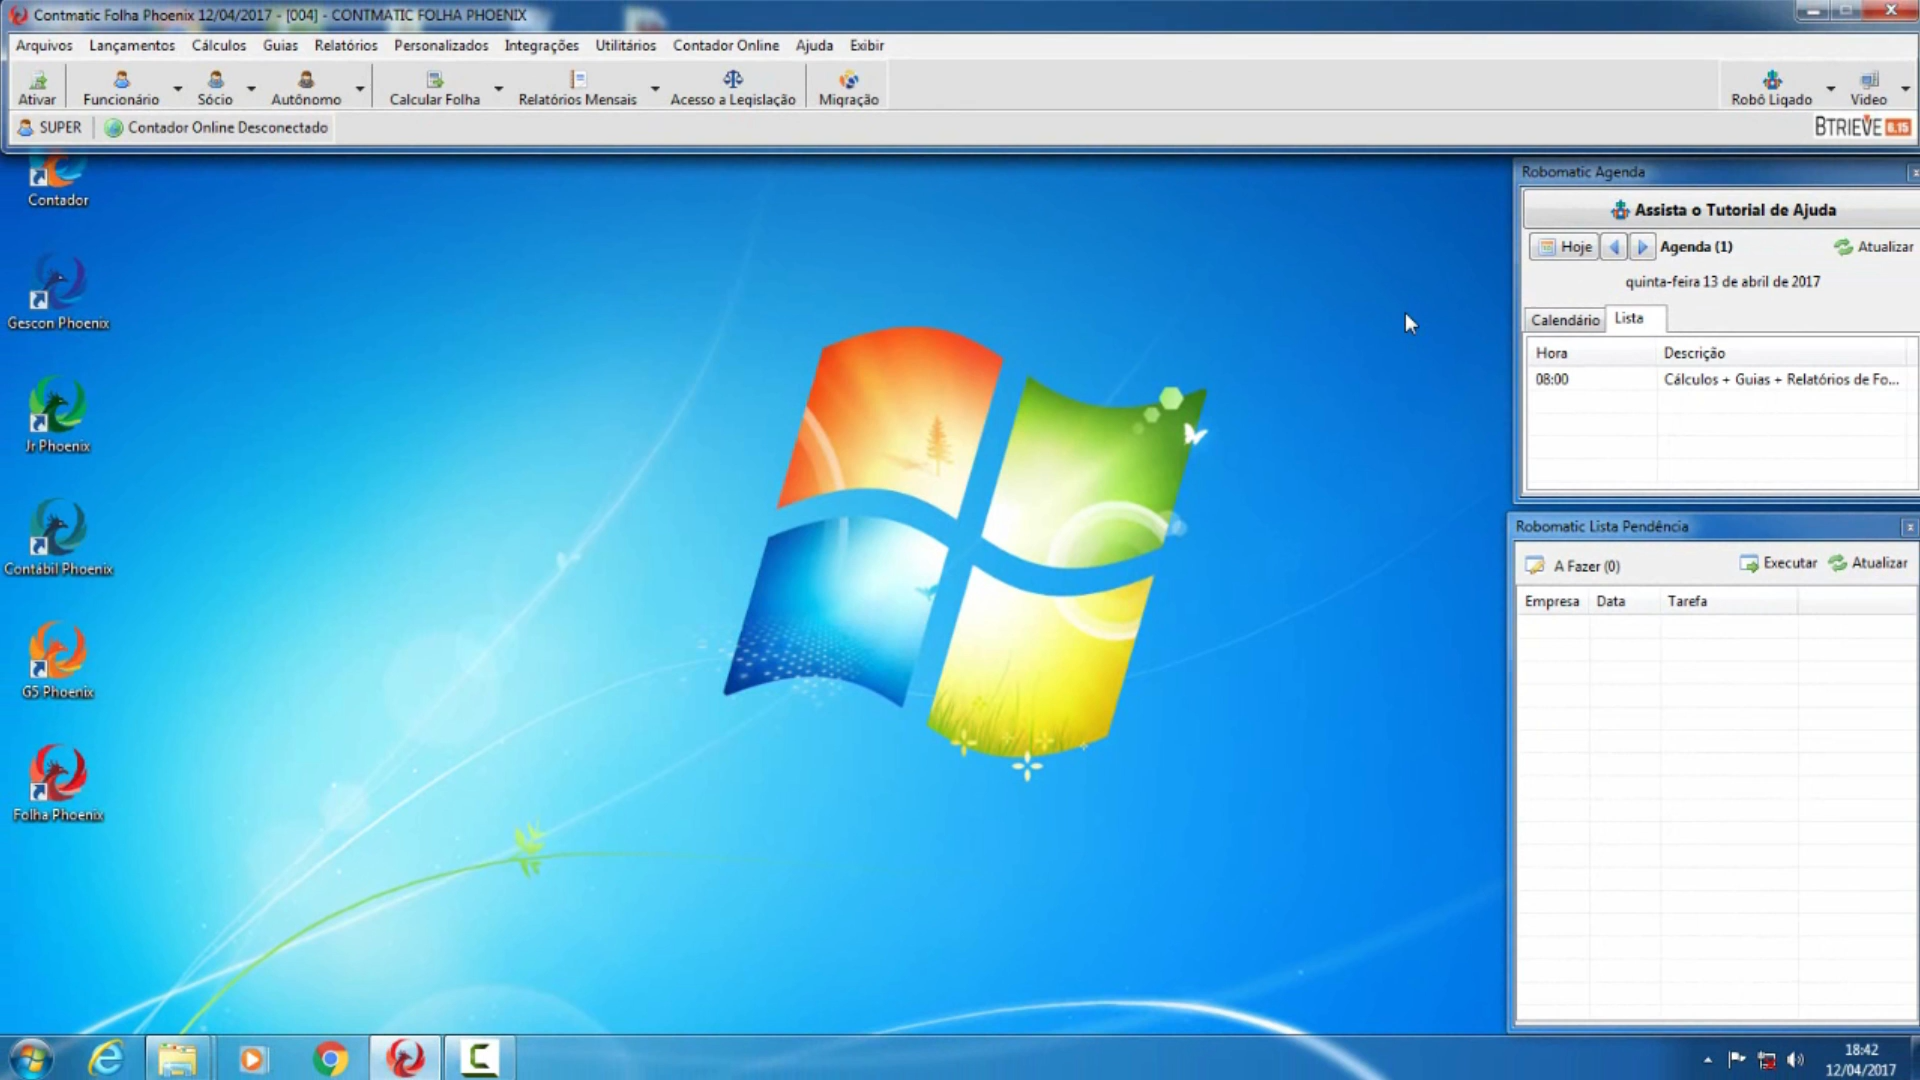 Contmatic Folha Phoenix 12/04/2017 - [004] - CONTMATIC FOLHA PHOENIX
Arquivos Lançamentos Cálculos Guias Relatórios Personalizados Integrações Utilitários Contador Online Ajuda Exibir
Ativar Funcionário Sócio Autônomo Calcular Folha Relatórios Mensais Acesso a Legislação Migração Robô Ligado Video
SUPER Contador Online Desconectado BTRIEVE 6.15
Contador
Gescon Phoenix
Jr Phoenix
Contábil Phoenix
G5 Phoenix
Folha Phoenix
Robomatic Agenda
Assista o Tutorial de Ajuda
Hoje Agenda (1) Atualizar
quinta-feira 13 de abril de 2017
Calendário Lista
Hora Descrição
08:00 Cálculos + Guias + Relatórios de Fo...
Robomatic Lista Pendência
A Fazer (0) Executar Atualizar
Empresa Data Tarefa
18:42
12/04/2017